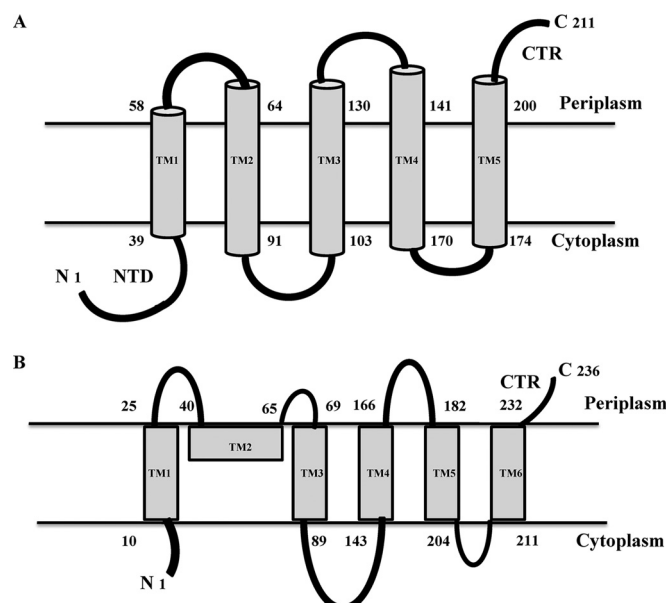 A
C 211
CTR
58 64 130 141 200 Periplasm
TM1 TM2 TM3 TM4 TM5
39 91 103 170 174 Cytoplasm
N 1 NTD
B
CTR C 236
25 40 65 69 166 182 232 Periplasm
TM1 TM2 TM3 TM4 TM5 TM6
10 89 143 204 211 Cytoplasm
N 1